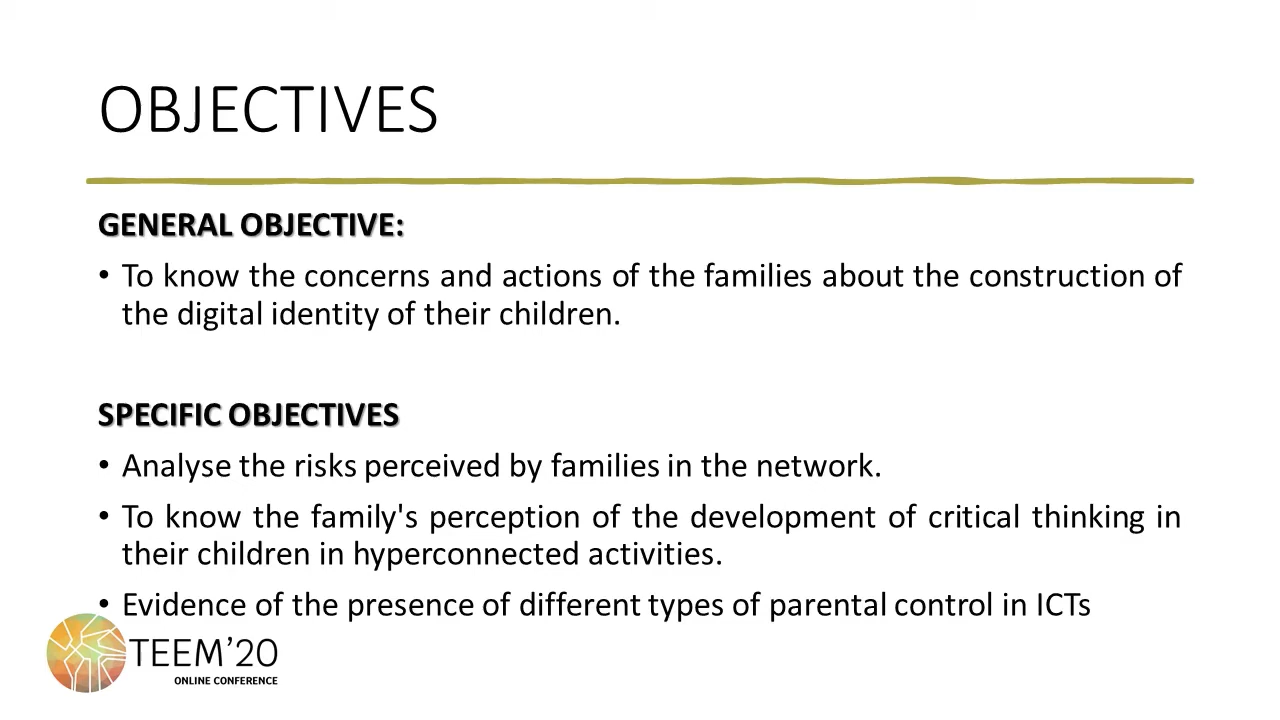 OBJECTIVES
GENERAL OBJECTIVE:
• To know the concerns and actions of the families about the construction of
the digital identity of their children.
SPECIFIC OBJECTIVES
• Analyse the risks perceived by families in the network.
• To know the family's perception of the development of critical thinking in
their children in hyperconnected activities.
• Evidence of the presence of different types of parental control in ICTs
TEEM’20
ONLINE CONFERENCE